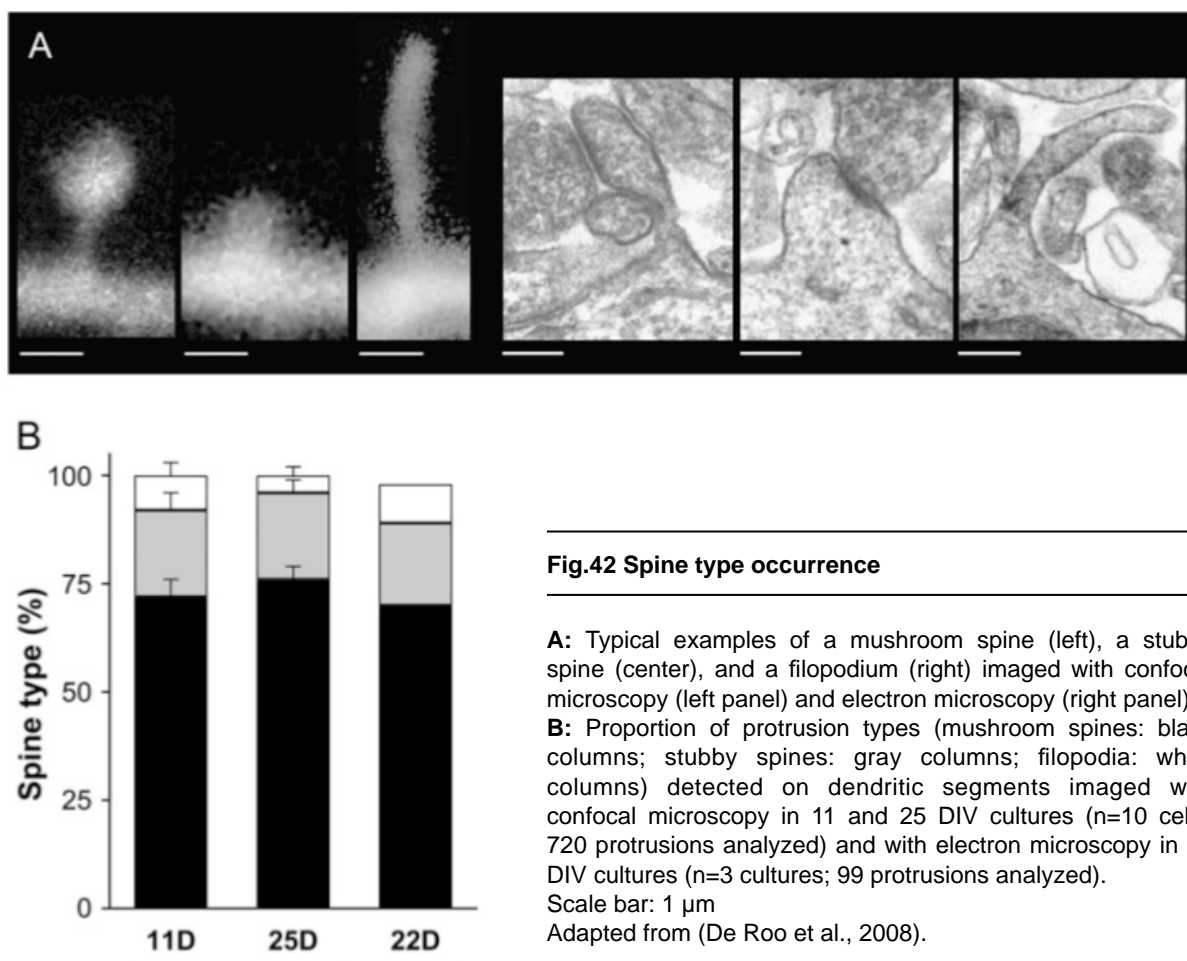 A
B
100
75
50
25
0
Spine type (%)
11D
25D
22D
Fig.42 Spine type occurrence
A: Typical examples of a mushroom spine (left), a stub
spine (center), and a filopodium (right) imaged with confoc
microscopy (left panel) and electron microscopy (right panel)
B: Proportion of protrusion types (mushroom spines: bla
columns; stubby spines: gray columns; filopodia: wh
columns) detected on dendritic segments imaged w
confocal microscopy in 11 and 25 DIV cultures (n=10 cel
720 protrusions analyzed) and with electron microscopy in
DIV cultures (n=3 cultures; 99 protrusions analyzed).
Scale bar: 1 µm
Adapted from (De Roo et al., 2008).